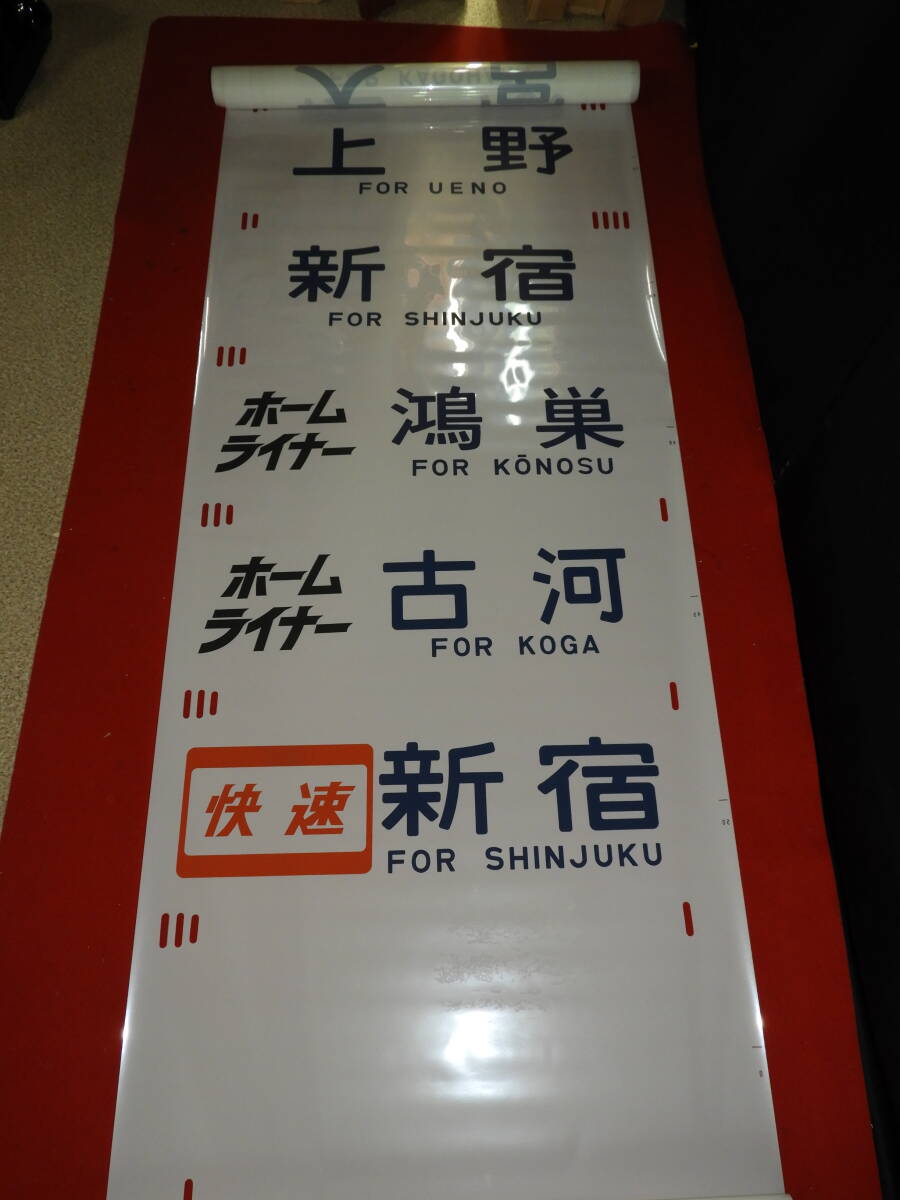 上 野
FOR UENO
新 宿
FOR SHINJUKU
ホーム
ライナー
鴻 巣
FOR KŌNOSU
ホーム
ライナー
古 河
FOR KOGA
快 速
新 宿
FOR SHINJUKU